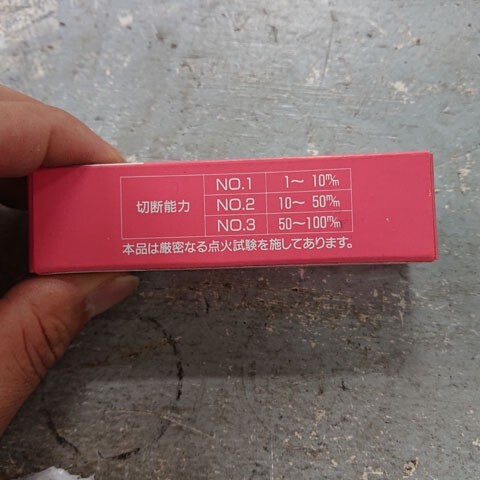 切断能力
NO.1 1〜 10㎜
NO.2 10〜 50㎜
NO.3 50〜100㎜
本品は厳密なる点火試験を施してあります。